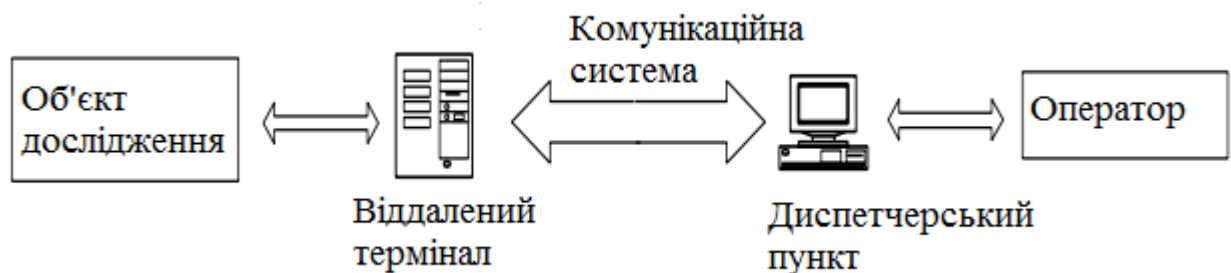 Об'єкт
дослідження
Віддалений
термінал
Комунікаційна
система
Диспетчерський
пункт
Оператор